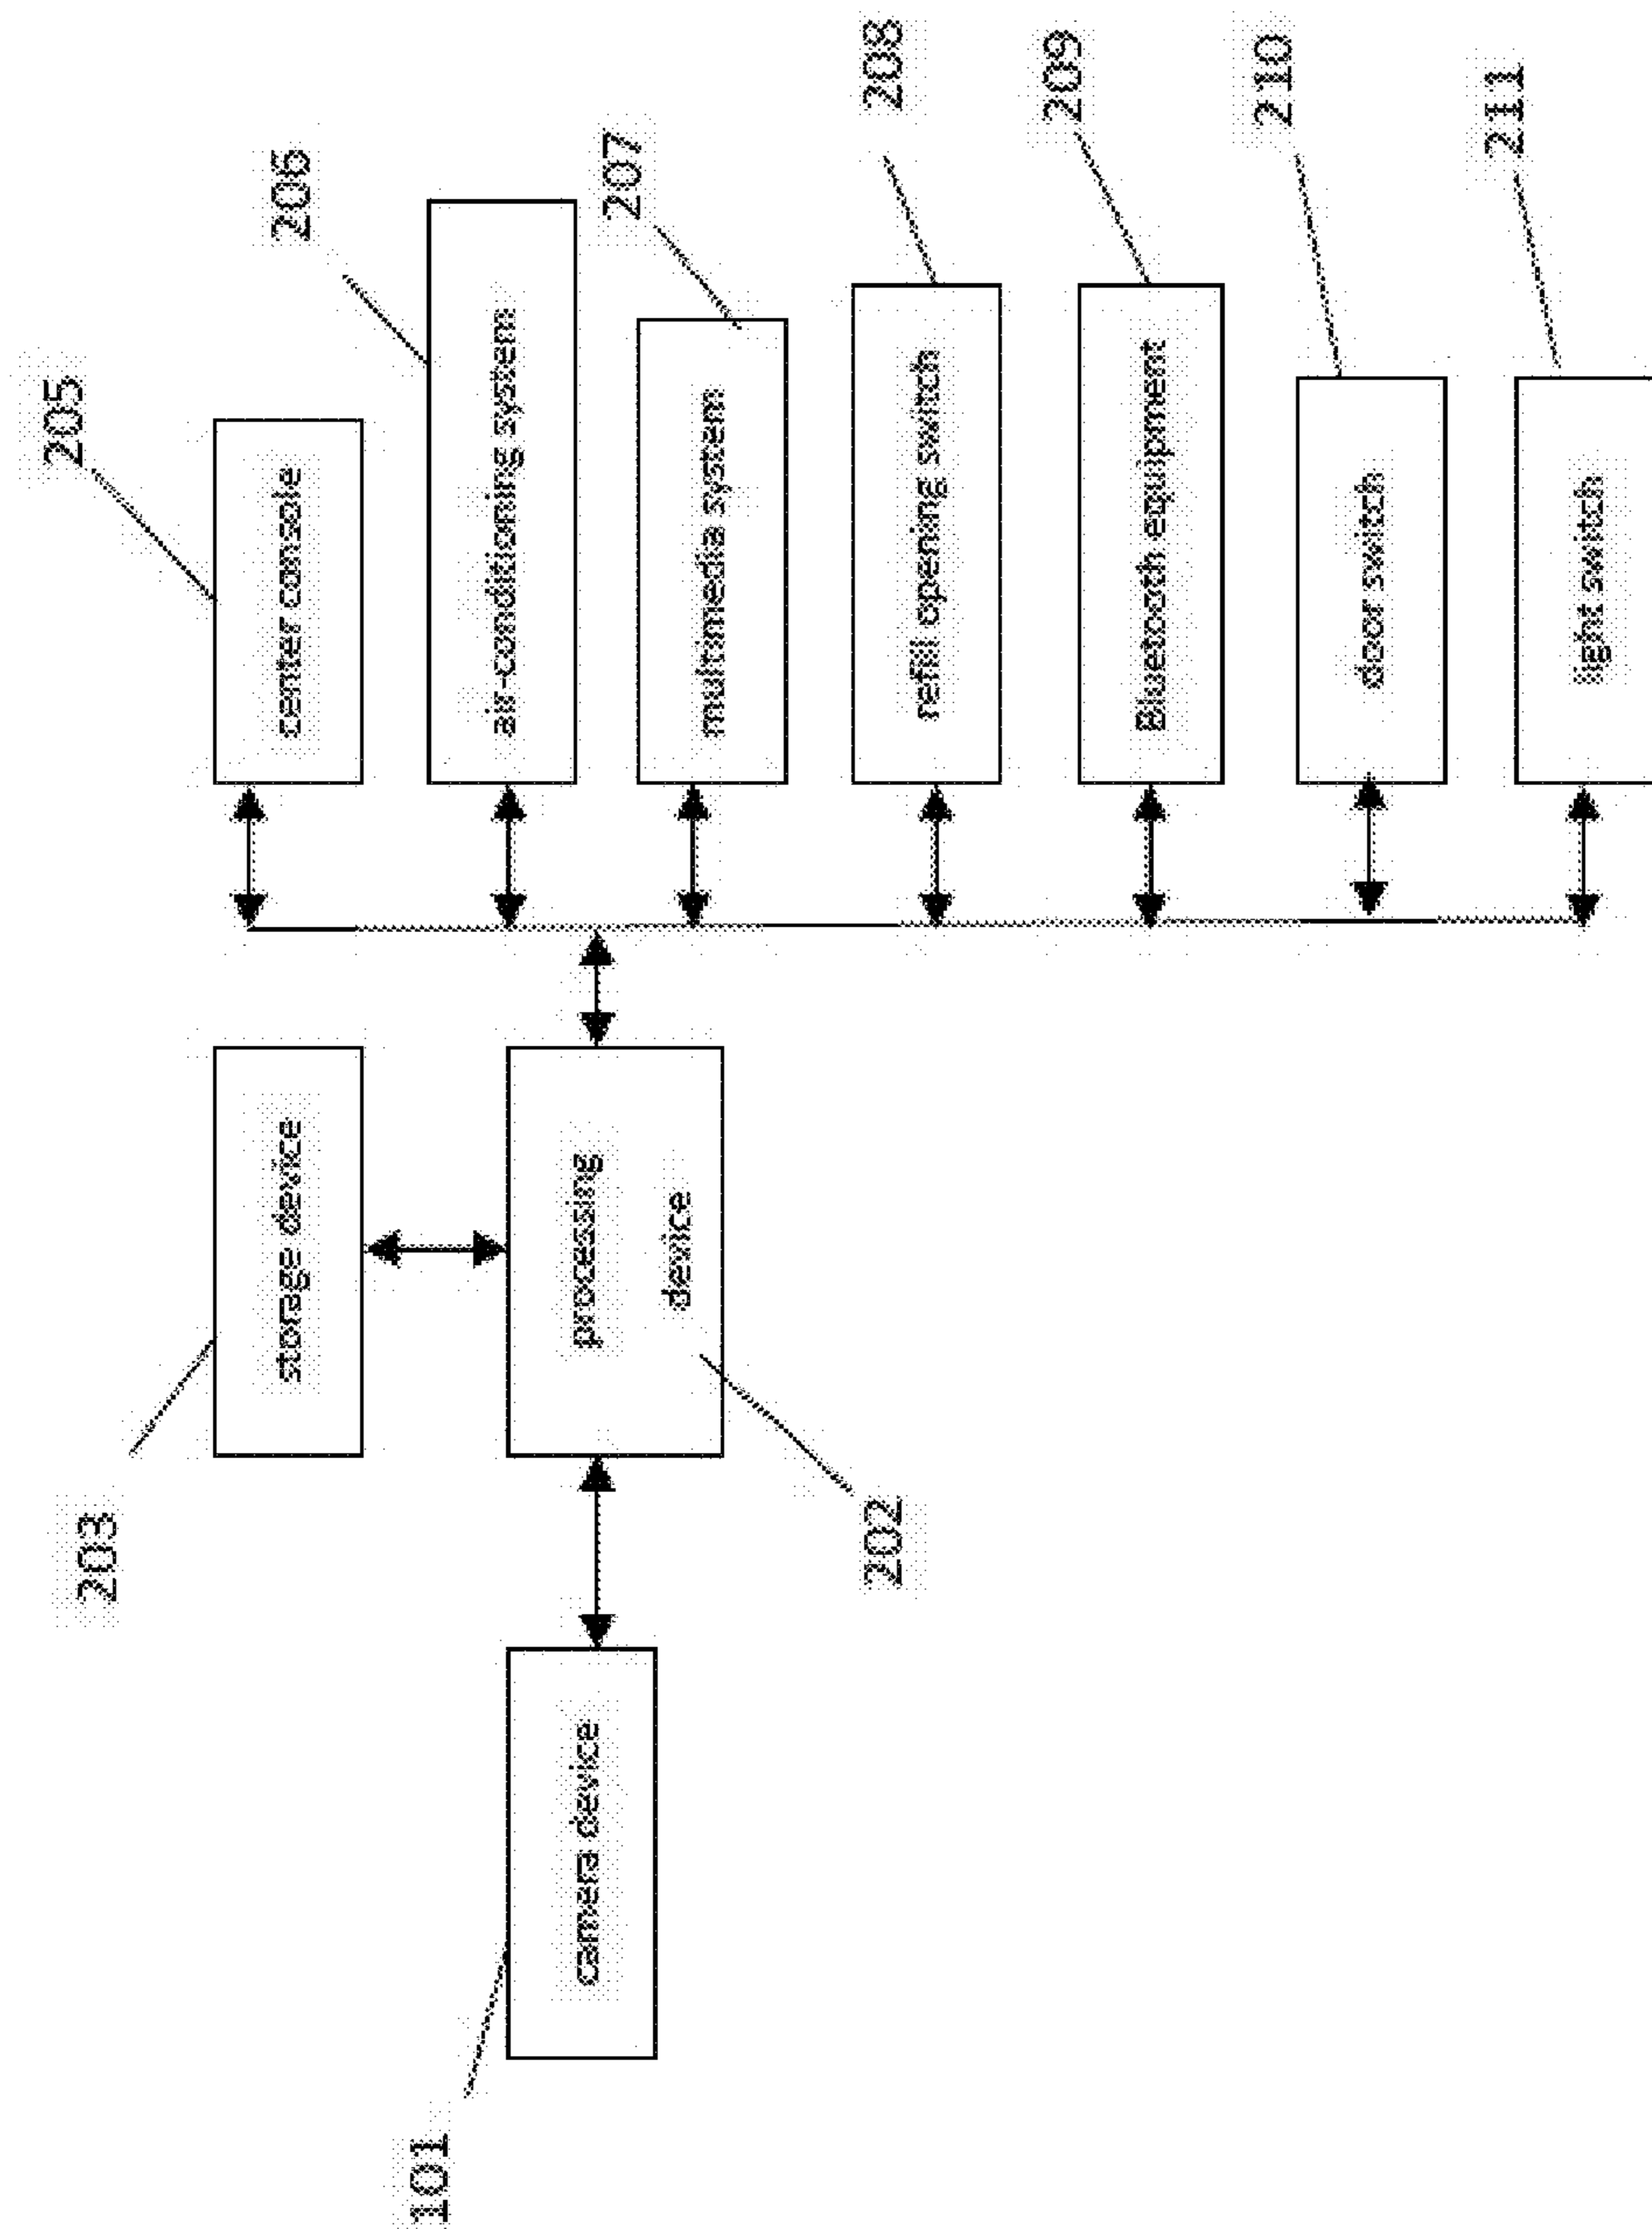 101
camera device
203
storage device
processing
device
202
205
center console
206
air-conditioning system
207
multimedia system
208
refill opening switch
209
Bluetooth equipment
210
door switch
211
light switch